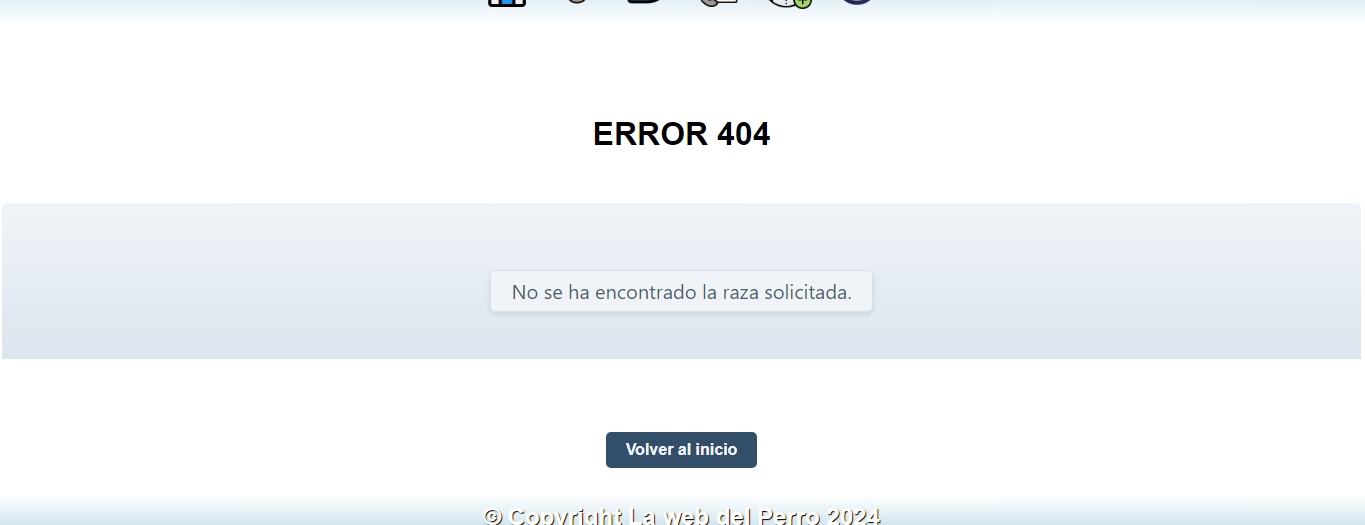 ERROR 404
No se ha encontrado la raza solicitada.
Volver al inicio
© Copyright La web del Perro 2024